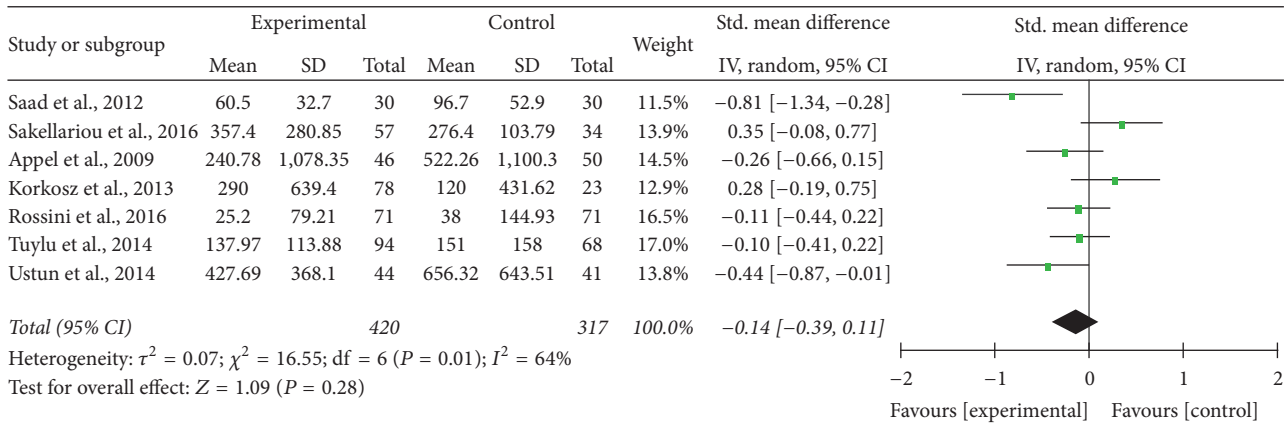 Experimental Control Std. mean difference Std. mean difference
Study or subgroup Weight
Mean SD Total Mean SD Total IV, random, 95% CI IV, random, 95% CI
Saad et al., 2012 60.5 32.7 30 96.7 52.9 30 11.5% −0.81 [−1.34, −0.28]
Sakellariou et al., 2016 357.4 280.85 57 276.4 103.79 34 13.9% 0.35 [−0.08, 0.77]
Appel et al., 2009 240.78 1,078.35 46 522.26 1,100.3 50 14.5% −0.26 [−0.66, 0.15]
Korkosz et al., 2013 290 639.4 78 120 431.62 23 12.9% 0.28 [−0.19, 0.75]
Rossini et al., 2016 25.2 79.21 71 38 144.93 71 16.5% −0.11 [−0.44, 0.22]
Tuylu et al., 2014 137.97 113.88 94 151 158 68 17.0% −0.10 [−0.41, 0.22]
Ustun et al., 2014 427.69 368.1 44 656.32 643.51 41 13.8% −0.44 [−0.87, −0.01]
Total (95% CI) 420 317 100.0% −0.14 [−0.39, 0.11]
Heterogeneity: τ² = 0.07; χ² = 16.55; df = 6 (P = 0.01); I² = 64%
Test for overall effect: Z = 1.09 (P = 0.28)
−2 −1 0 1 2
Favours [experimental] Favours [control]